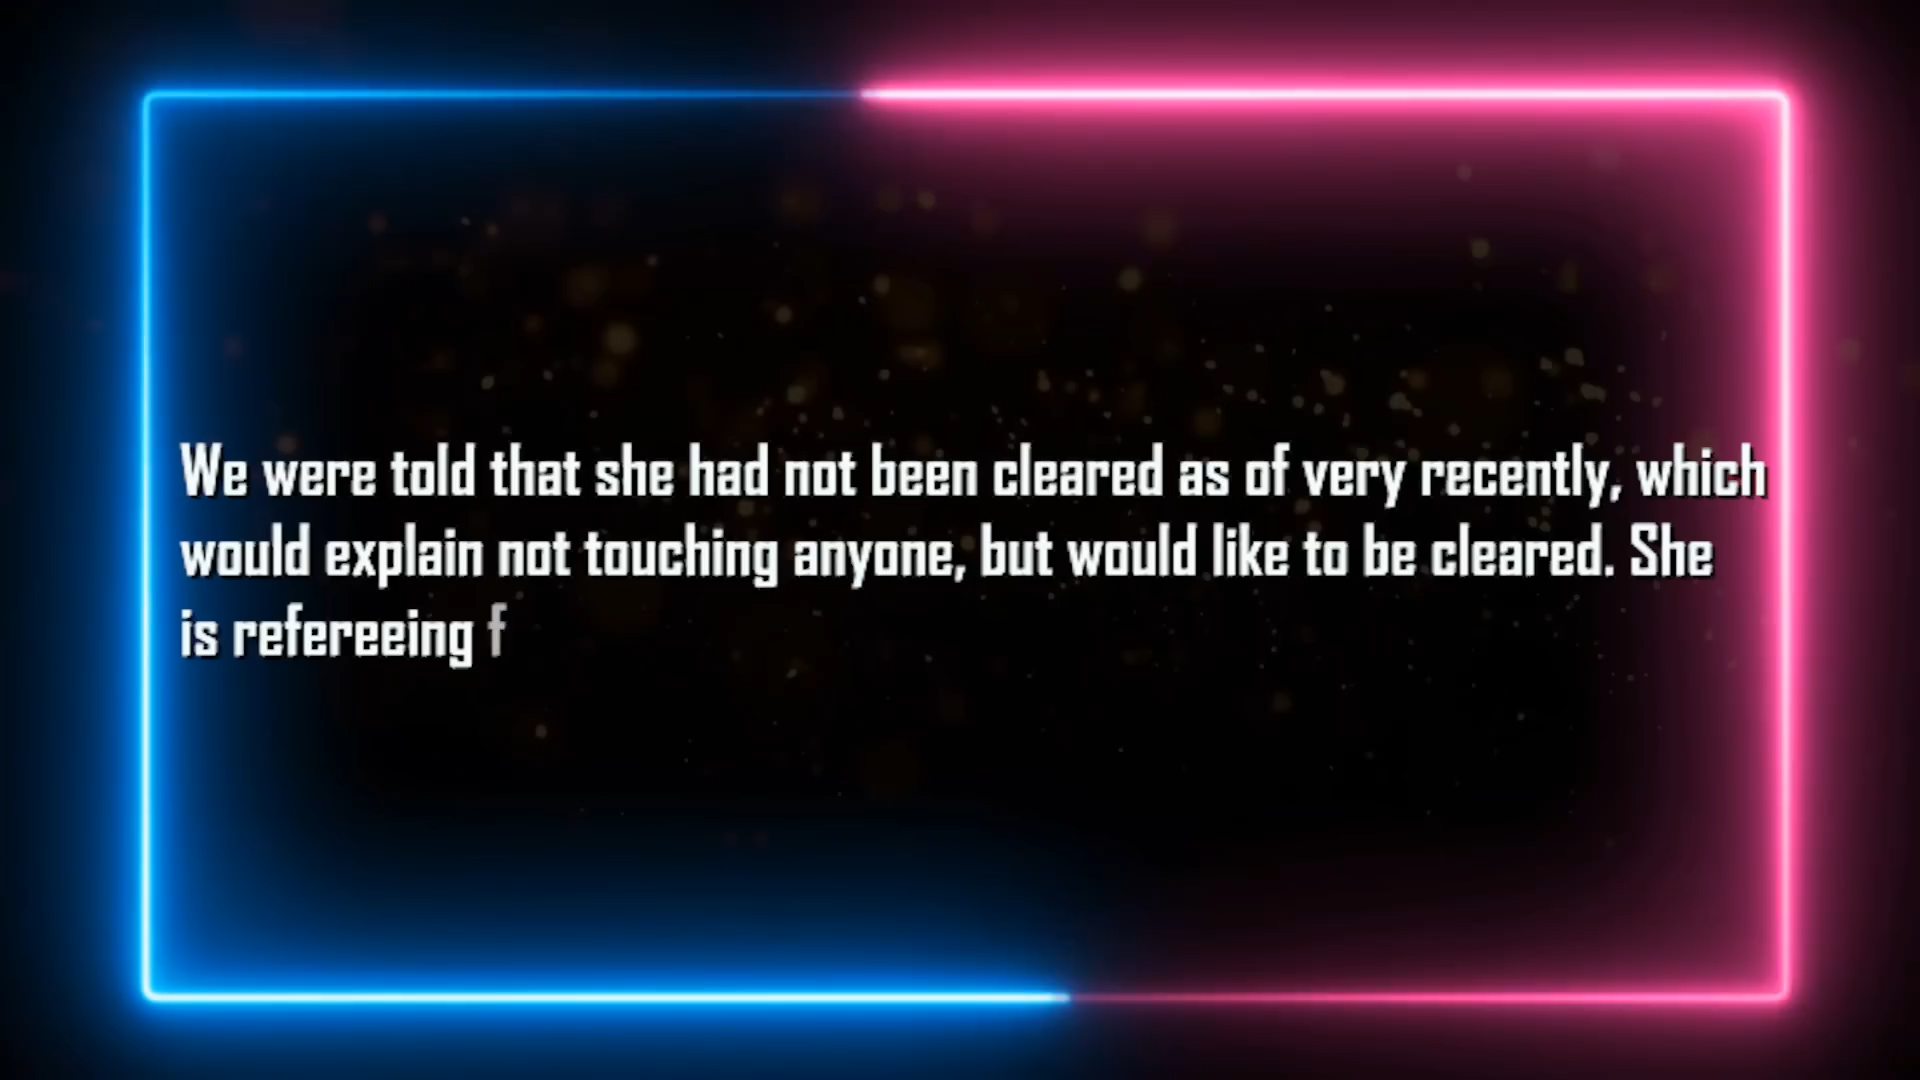 We were told that she had not been cleared as of very recently, which
would explain not touching anyone, but would like to be cleared. She
is refereeing f